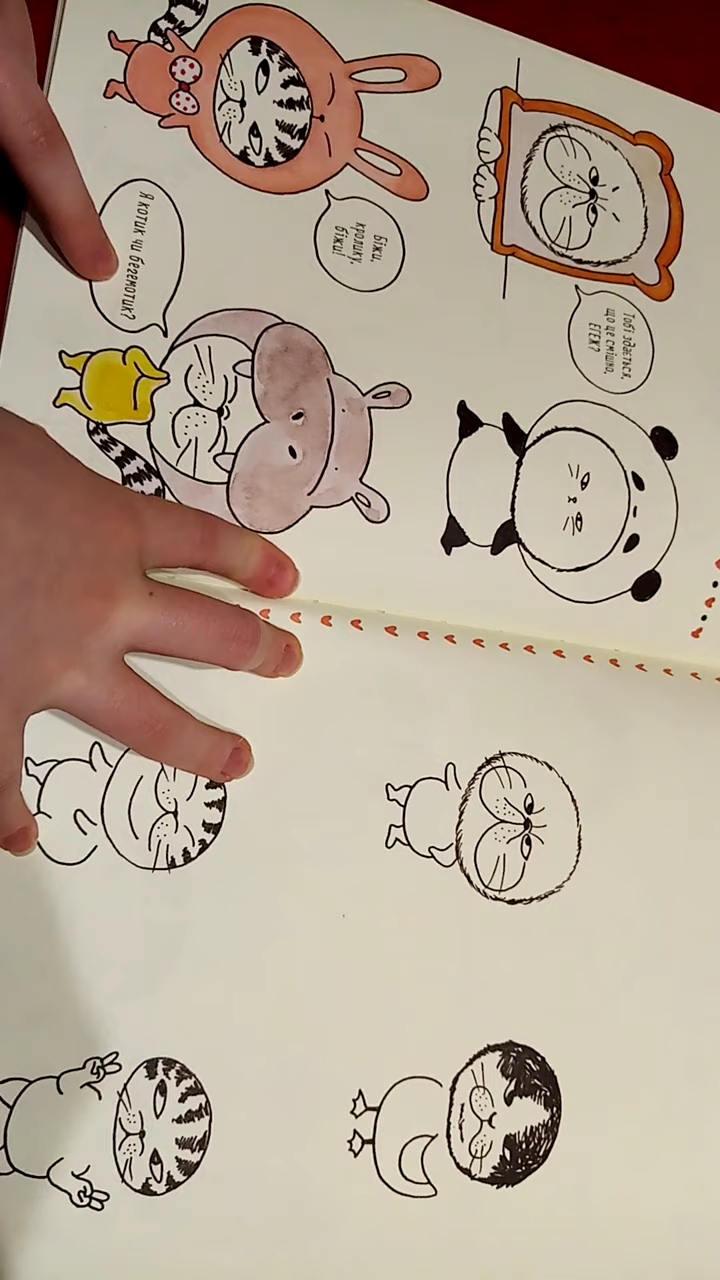 Тобі здається,
що це смішно,
ЕГЕЖ?
Біжи,
кролику,
біжи!
Я котик чи бегемотик?